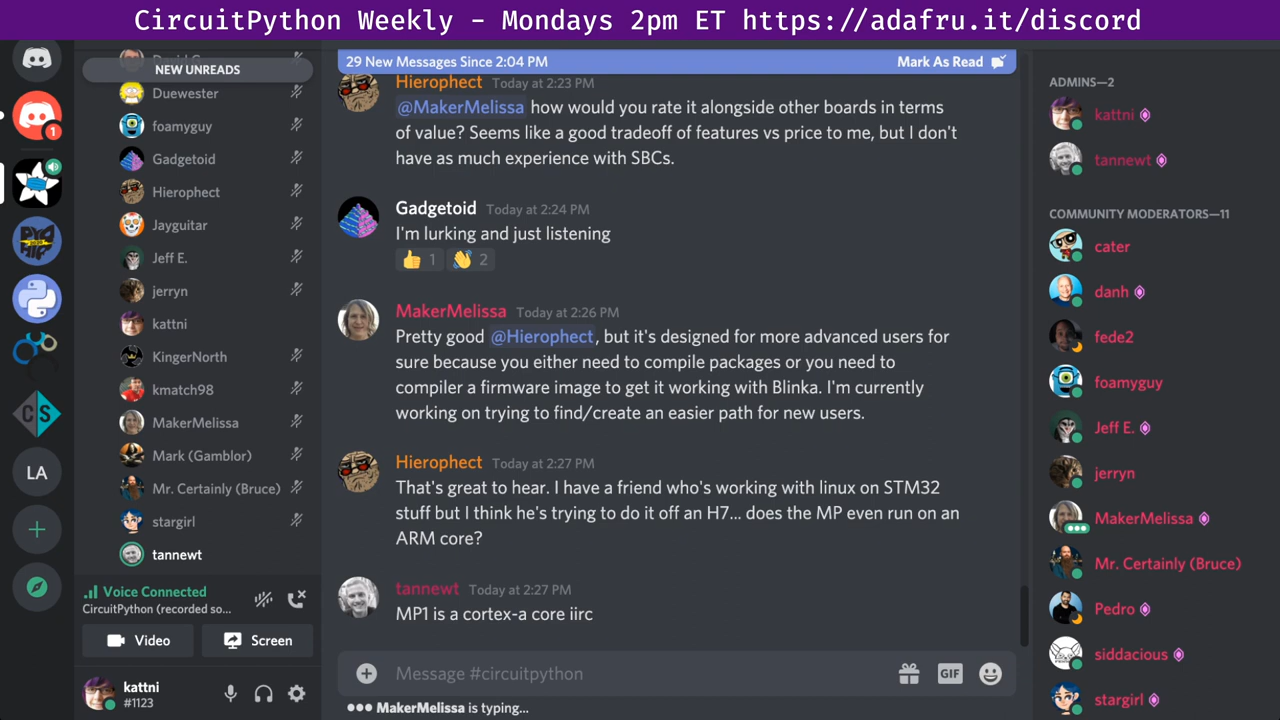 CircuitPython Weekly - Mondays 2pm ET https://adafru.it/discord
NEW UNREADS
Duewester
foamyguy
Gadgetoid
Hierophect
Jayguitar
Jeff E.
jerryn
kattni
KingerNorth
kmatch98
MakerMelissa
Mark (Gamblor)
Mr. Certainly (Bruce)
stargirl
tannewt
Voice Connected
CircuitPython (recorded so...
Video
Screen
kattni
#1123
1
LA
29 New Messages Since 2:04 PM
Mark As Read
Hierophect Today at 2:23 PM
@MakerMelissa how would you rate it alongside other boards in terms
of value? Seems like a good tradeoff of features vs price to me, but I don't
have as much experience with SBCs.
Gadgetoid Today at 2:24 PM
I'm lurking and just listening
1 2
MakerMelissa Today at 2:26 PM
Pretty good @Hierophect, but it's designed for more advanced users for
sure because you either need to compile packages or you need to
compiler a firmware image to get it working with Blinka. I'm currently
working on trying to find/create an easier path for new users.
Hierophect Today at 2:27 PM
That's great to hear. I have a friend who's working with linux on STM32
stuff but I think he's trying to do it off an H7... does the MP even run on an
ARM core?
tannewt Today at 2:27 PM
MP1 is a cortex-a core iirc
Message #circuitpython
GIF
MakerMelissa is typing...
ADMINS—2
kattni
tannewt
COMMUNITY MODERATORS—11
cater
danh
fede2
foamyguy
Jeff E.
jerryn
MakerMelissa
Mr. Certainly (Bruce)
Pedro
siddacious
stargirl